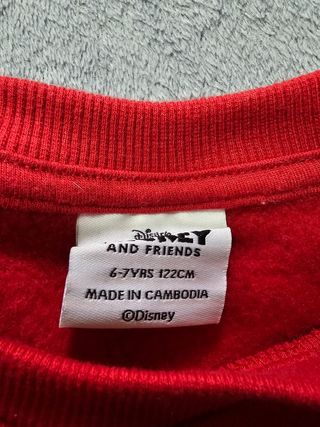 Disney
AND FRIENDS
6-7YRS 122CM
MADE IN CAMBODIA
©Disney